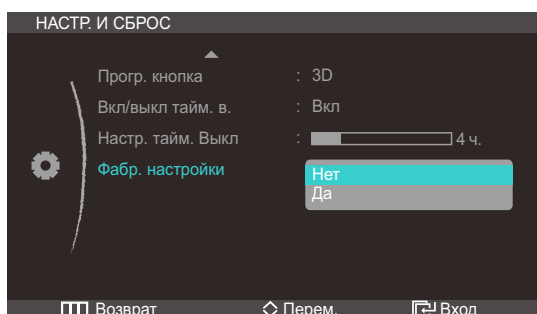 НАСТР. И СБРОС
Прогр. кнопка : 3D
Вкл/выкл тайм. в. : Вкл
Настр. тайм. Выкл : 4 ч.
Фабр. настройки Нет
Да
Возврат Перем. Вход